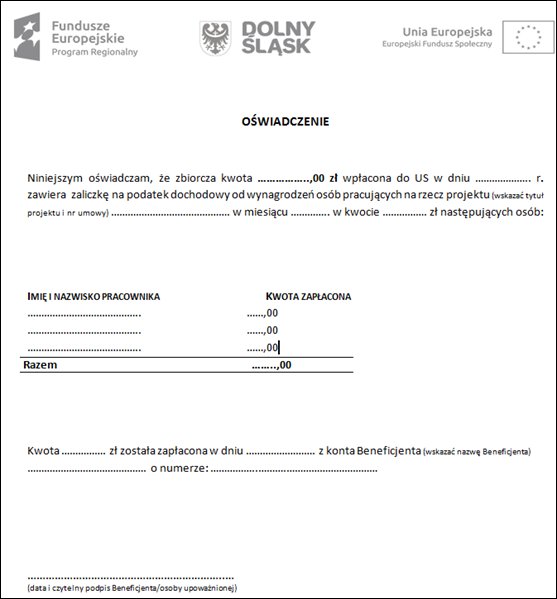 Fundusze
Europejskie
Program Regionalny
DOLNY
ŚLĄSK
Unia Europejska
Europejski Fundusz Społeczny
OŚWIADCZENIE
Niniejszym oświadczam, że zbiorcza kwota ……………..,00 zł wpłacona do US w dniu ……………….. r.
zawiera zaliczkę na podatek dochodowy od wynagrodzeń osób pracujących na rzecz projektu (wskazać tytuł
projektu i nr umowy) …………………………………… w miesiącu …………. w kwocie ……………. zł następujących osób:
IMIĘ I NAZWISKO PRACOWNIKA KWOTA ZAPŁACONA
…………………………………. ……,00
…………………………………. ……,00
…………………………………. ……,00
Razem ……..,00
Kwota ……………. zł została zapłacona w dniu …………………… z konta Beneficjenta (wskazać nazwę Beneficjenta)
…………………………………… o numerze: ……………………………………………………
………………………………………………………
(data i czytelny podpis Beneficjenta/osoby upoważnionej)